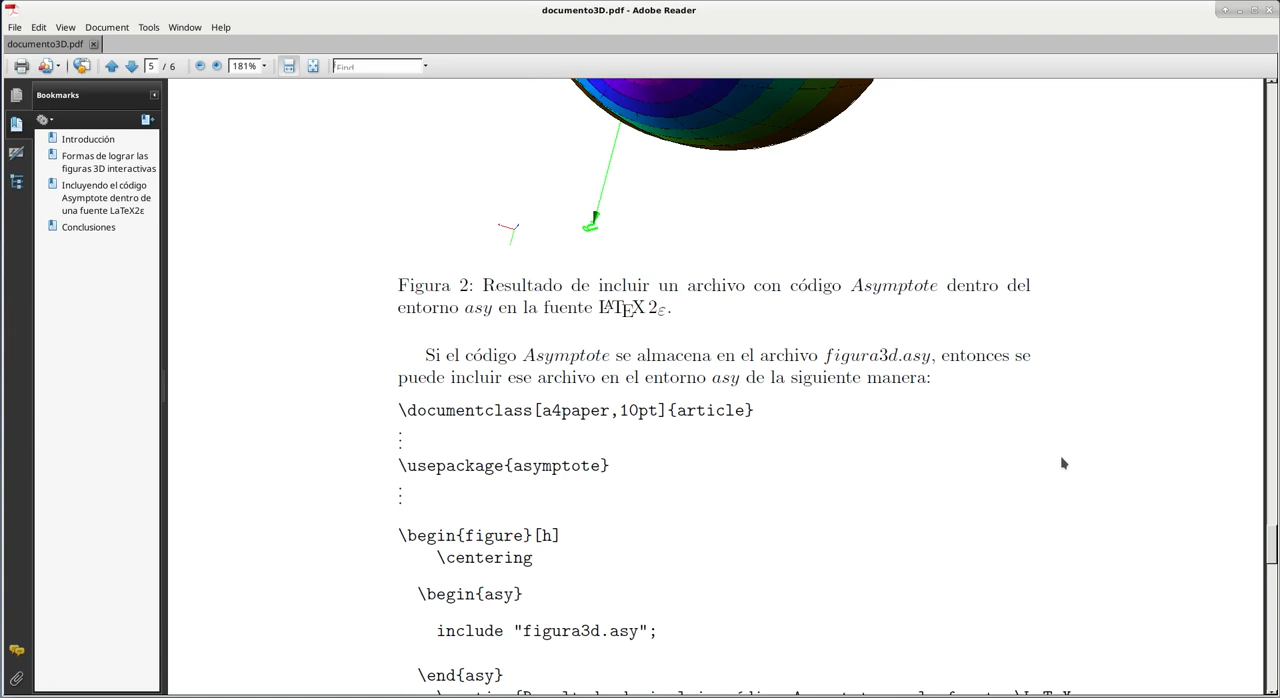 documento3D.pdf - Adobe Reader
File Edit View Document Tools Window Help
documento3D.pdf
5 / 6 181% Find
Bookmarks
Introducción
Formas de lograr las
figuras 3D interactivas
Incluyendo el código
Asymptote dentro de
una fuente LaTeX2ε
Conclusiones
Figura 2: Resultado de incluir un archivo con código Asymptote dentro del
entorno asy en la fuente LATEX 2ε.
Si el código Asymptote se almacena en el archivo figura3d.asy, entonces se
puede incluir ese archivo en el entorno asy de la siguiente manera:
\documentclass[a4paper,10pt]{article}
⋮
\usepackage{asymptote}
⋮
\begin{figure}[h]
\centering
\begin{asy}
include "figura3d.asy";
\end{asy}